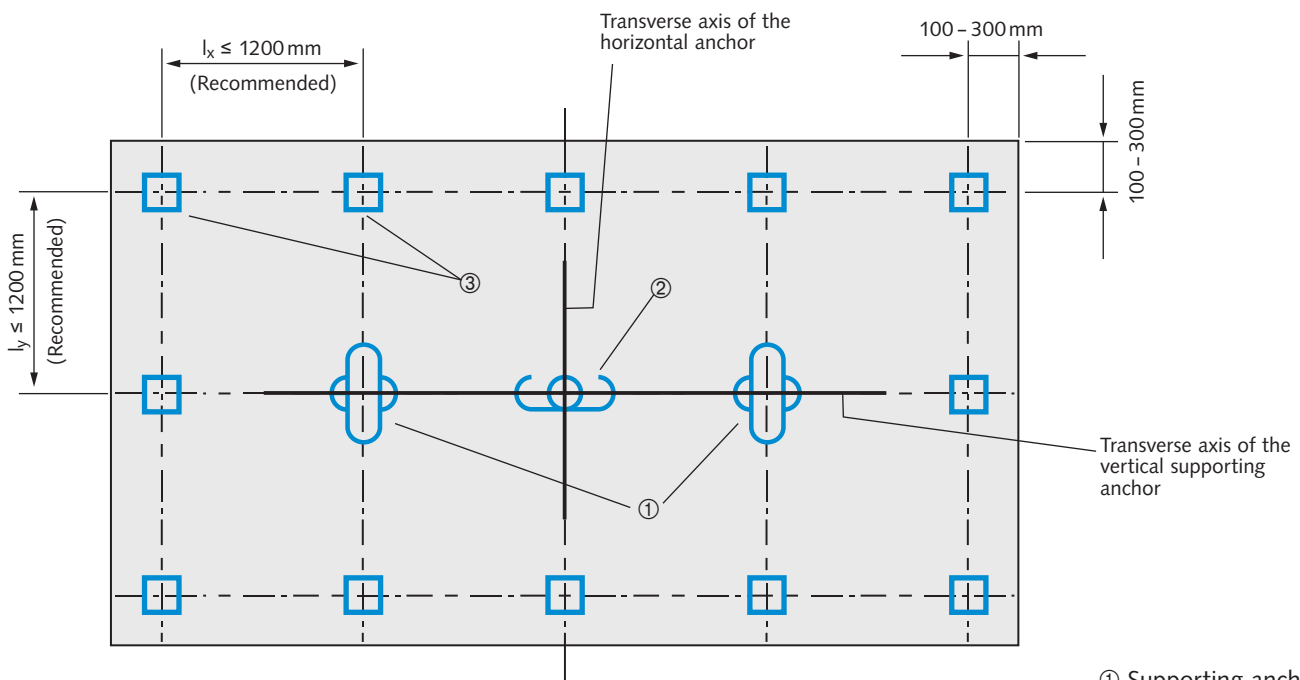 Transverse axis of the
horizontal anchor
lx ≤ 1200 mm
(Recommended)
100 – 300 mm
100 – 300 mm
ly ≤ 1200 mm
(Recommended)
③
②
①
Transverse axis of the
vertical supporting
anchor
① Supporting